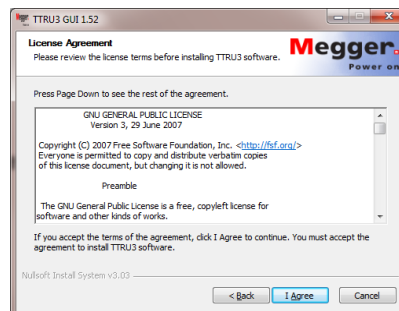 TTRU3 GUI 1.52
License Agreement
Please review the license terms before installing TTRU3 software.
Megger.
Power on
Press Page Down to see the rest of the agreement.
GNU GENERAL PUBLIC LICENSE
Version 3, 29 June 2007
Copyright (C) 2007 Free Software Foundation, Inc. <http://fsf.org/>
Everyone is permitted to copy and distribute verbatim copies
of this license document, but changing it is not allowed.
Preamble
The GNU General Public License is a free, copyleft license for
software and other kinds of works.
If you accept the terms of the agreement, click I Agree to continue. You must accept the
agreement to install TTRU3 software.
Nullsoft Install System v3.03
< Back I Agree Cancel